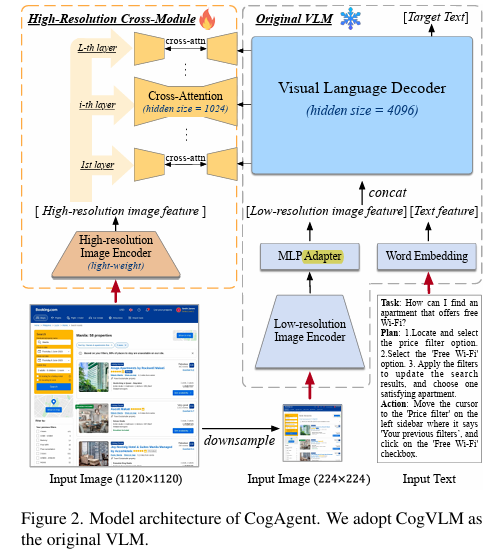 High-Resolution Cross-Module
Original VLM
[Target Text]
L-th layer
cross-attn
Cross-Attention
(hidden size = 1024)
i-th layer
Visual Language Decoder
(hidden size = 4096)
1st layer
cross-attn
concat
[ High-resolution image feature ]
[Low-resolution image feature]
[Text feature]
High-resolution
Image Encoder
(light-weight)
MLP Adapter
Word Embedding
Low-resolution
Image Encoder
Booking.com
downsample
Task: How can I find an
apartment that offers free
Wi-Fi?
Plan: 1.Locate and select
the price filter option.
2.Select the 'Free Wi-Fi'
option. 3. Apply the filters
to update the search
results, and choose one
satisfying apartment.
Action: Move the cursor
to the 'Price filter' on the
left sidebar where it says
'Your previous filters', and
click on the 'Free Wi-Fi'
checkbox.
Input Image (1120×1120)
Input Image (224×224)
Input Text
Figure 2. Model architecture of CogAgent. We adopt CogVLM as
the original VLM.